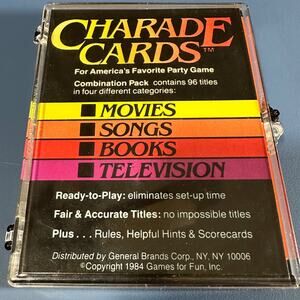 CHARADE
CARDS™
For America's Favorite Party Game
Combination Pack contains 96 titles
in four different categories:
■ MOVIES
■ SONGS
■ BOOKS
■ TELEVISION
Ready-to-Play: eliminates set-up time
Fair & Accurate Titles: no impossible titles
Plus . . . Rules, Helpful Hints & Scorecards
Distributed by General Brands Corp., NY, NY 10006
©Copyright 1984 Games for Fun, Inc.